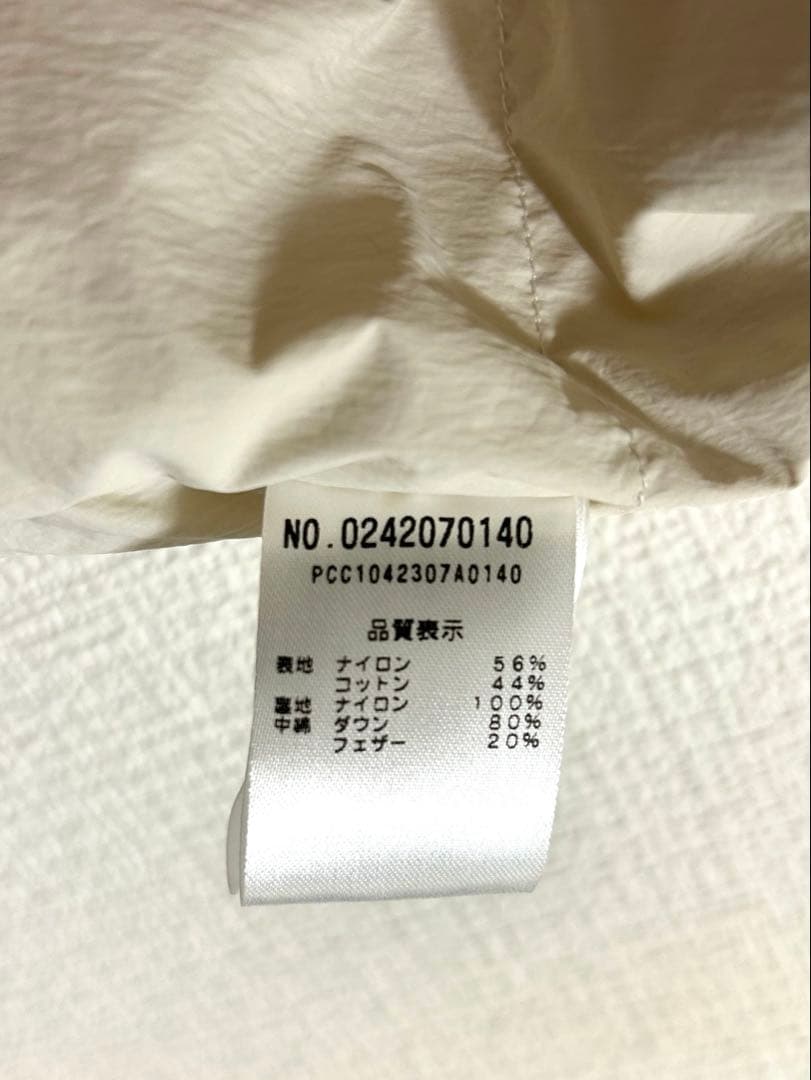 NO.0242070140
PCC1042307A0140
品質表示
表地 ナイロン 56%
コットン 44%
裏地 ナイロン 100%
中綿 ダウン 80%
フェザー 20%